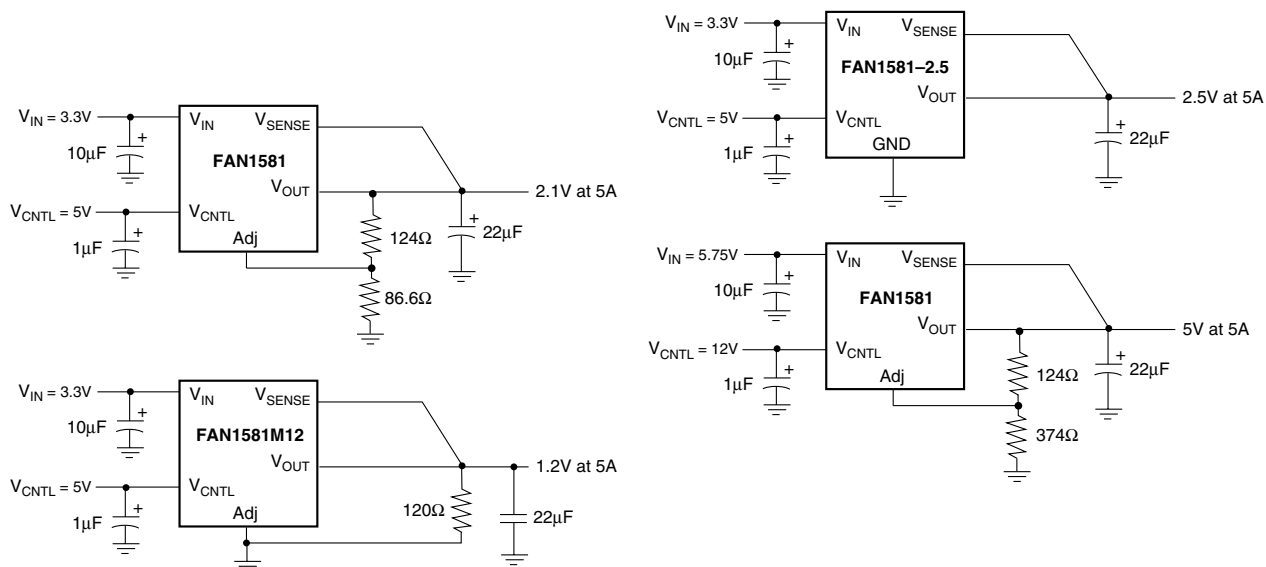 V_IN = 3.3V
V_IN
V_SENSE
10μF
+
FAN1581
V_OUT
2.1V at 5A
V_CNTL = 5V
V_CNTL
1μF
+
Adj
124Ω
+
22μF
86.6Ω
V_IN = 3.3V
V_IN
V_SENSE
10μF
+
FAN1581M12
V_OUT
1.2V at 5A
V_CNTL = 5V
V_CNTL
1μF
+
Adj
120Ω
22μF
V_IN = 3.3V
V_IN
V_SENSE
10μF
+
FAN1581–2.5
V_OUT
2.5V at 5A
V_CNTL = 5V
V_CNTL
1μF
+
GND
+
22μF
V_IN = 5.75V
V_IN
V_SENSE
10μF
+
FAN1581
V_OUT
5V at 5A
V_CNTL = 12V
V_CNTL
1μF
+
Adj
124Ω
+
22μF
374Ω